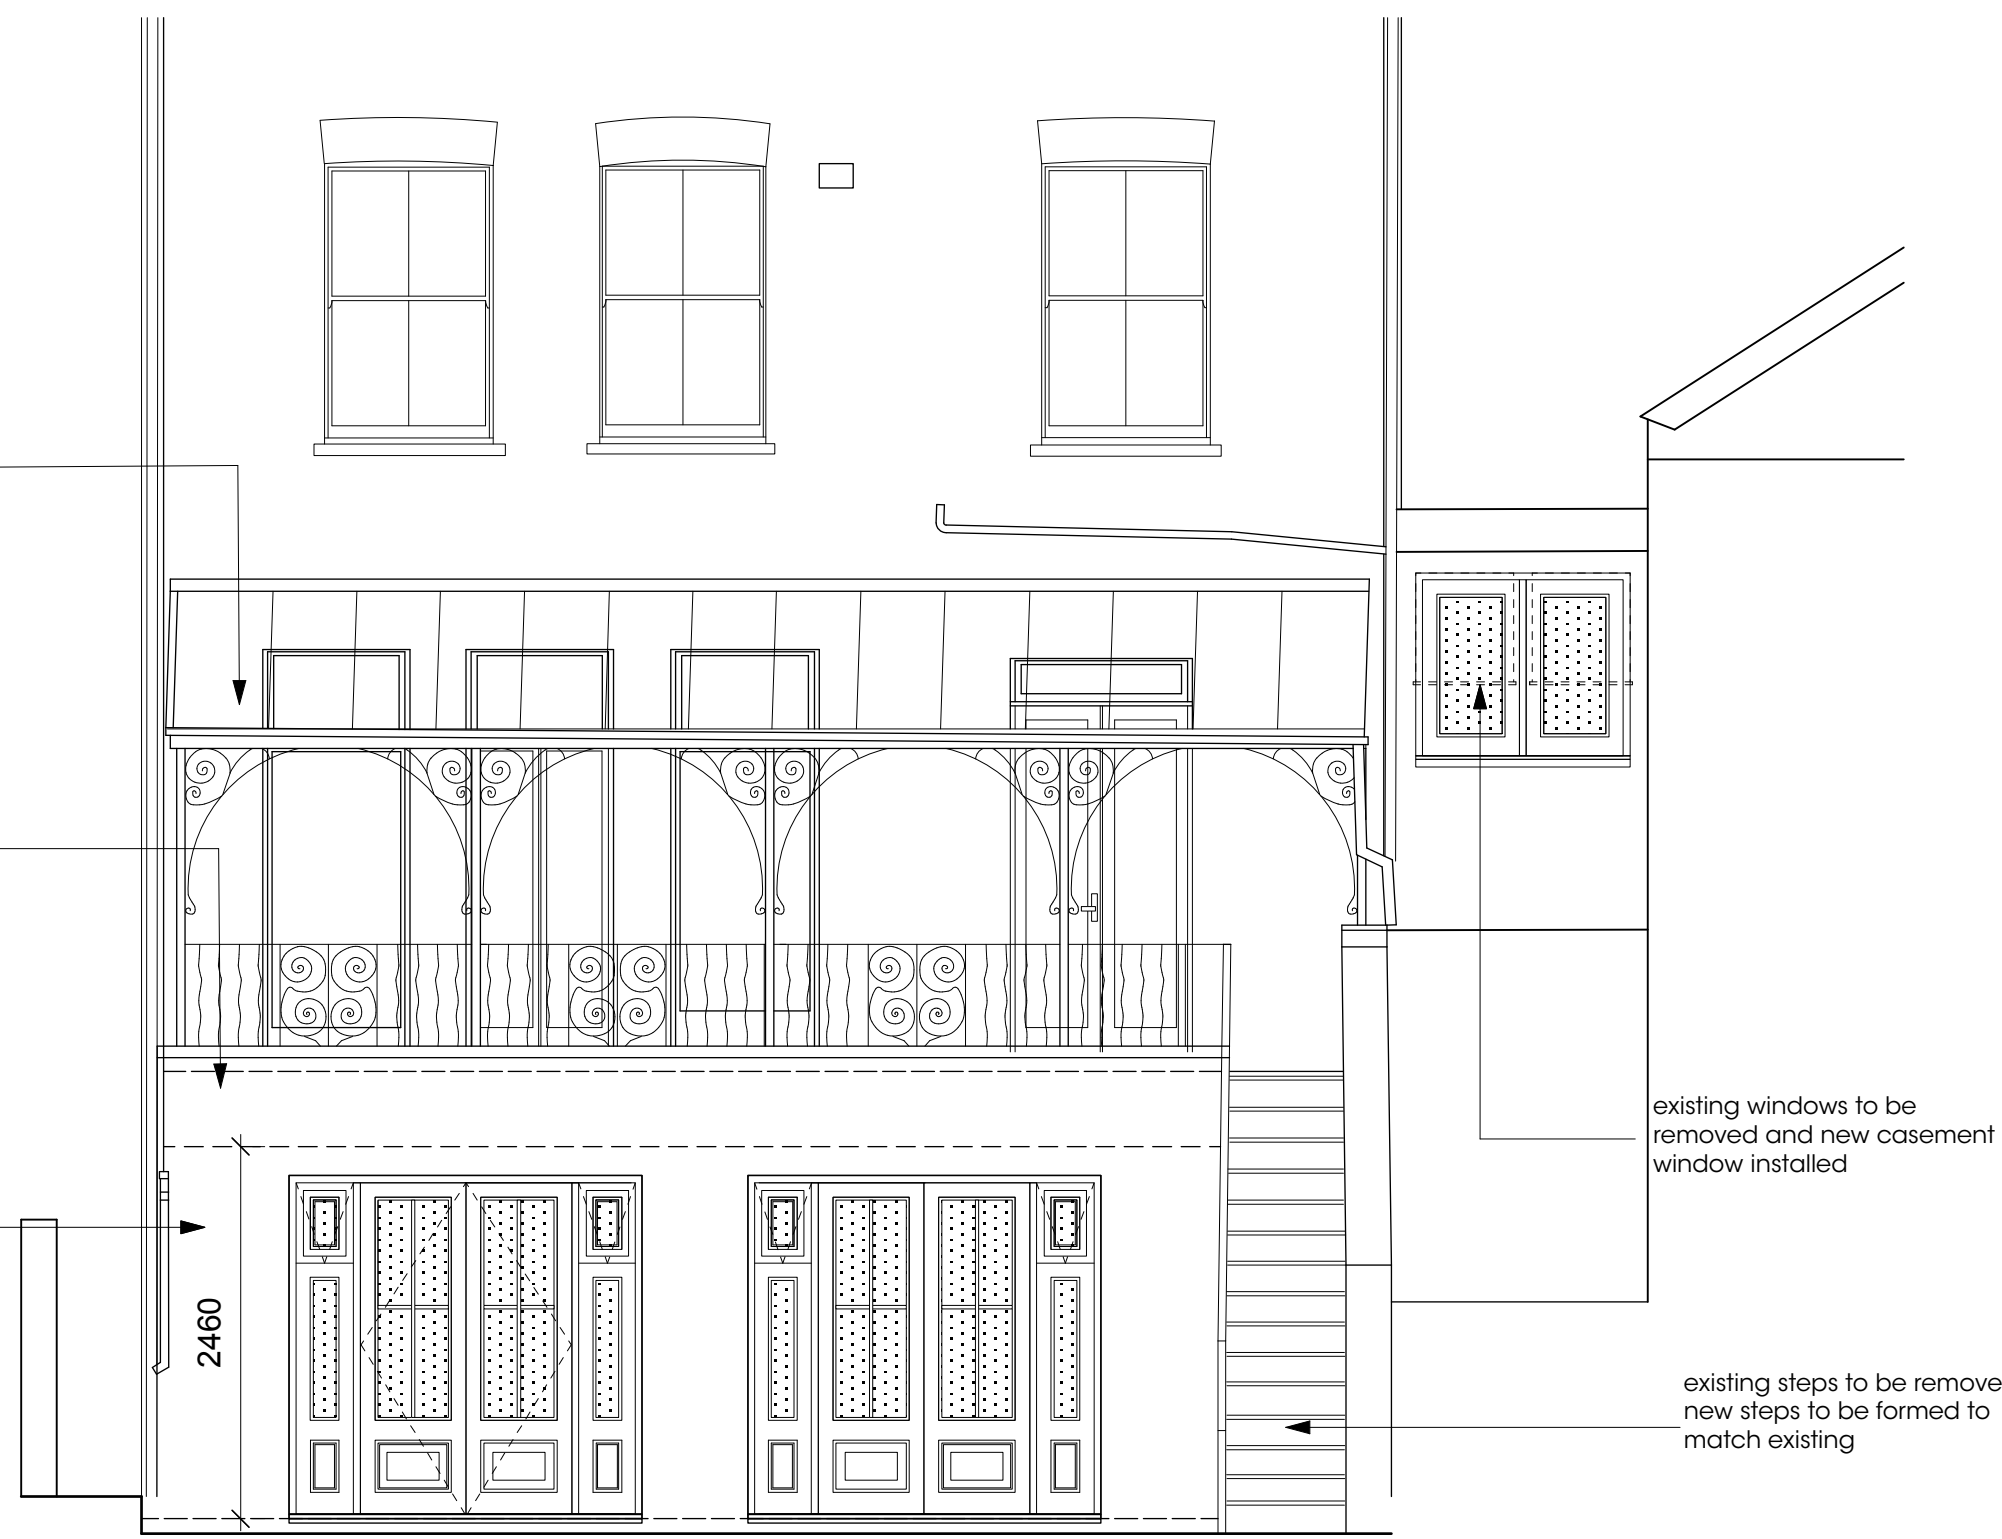 existing windows to be
removed and new casement
window installed
2460
existing steps to be remove
new steps to be formed to
match existing